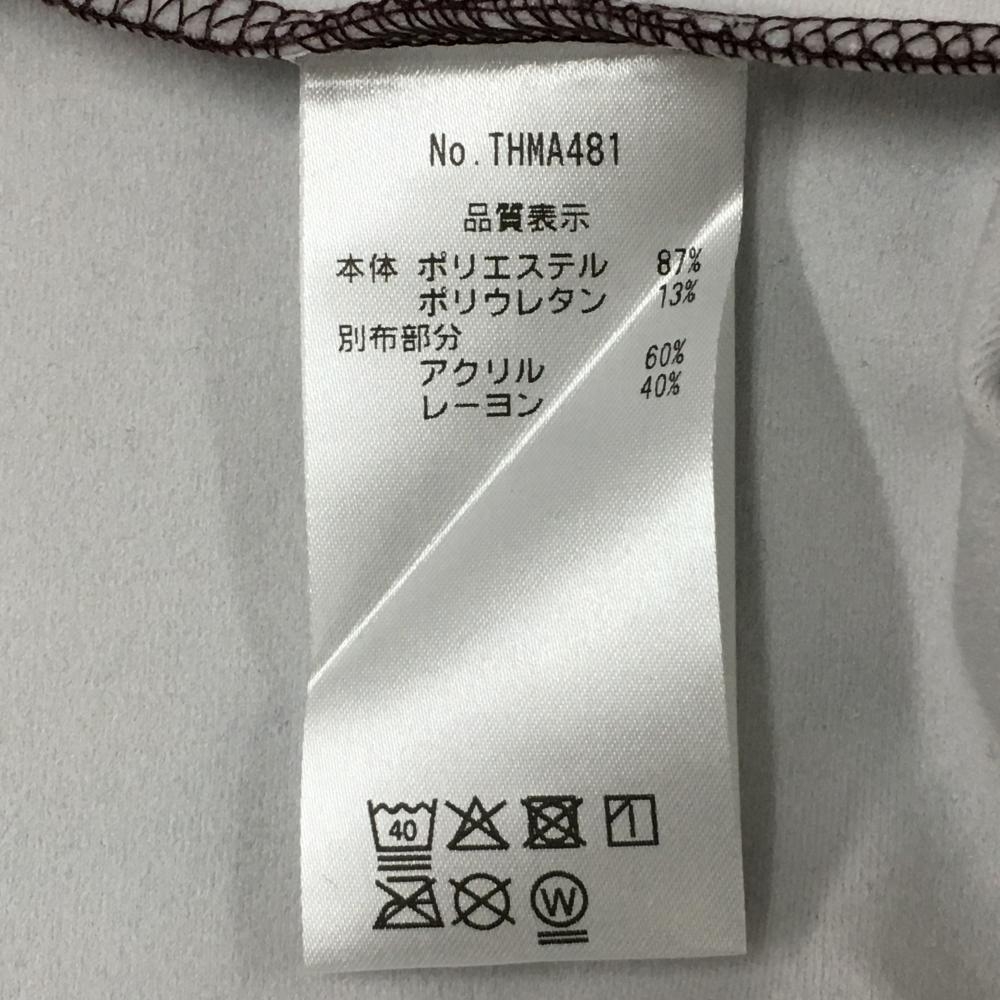 No.THMA481
品質表示
本体 ポリエステル 87%
ポリウレタン 13%
別布部分
アクリル 60%
レーヨン 40%
40
W